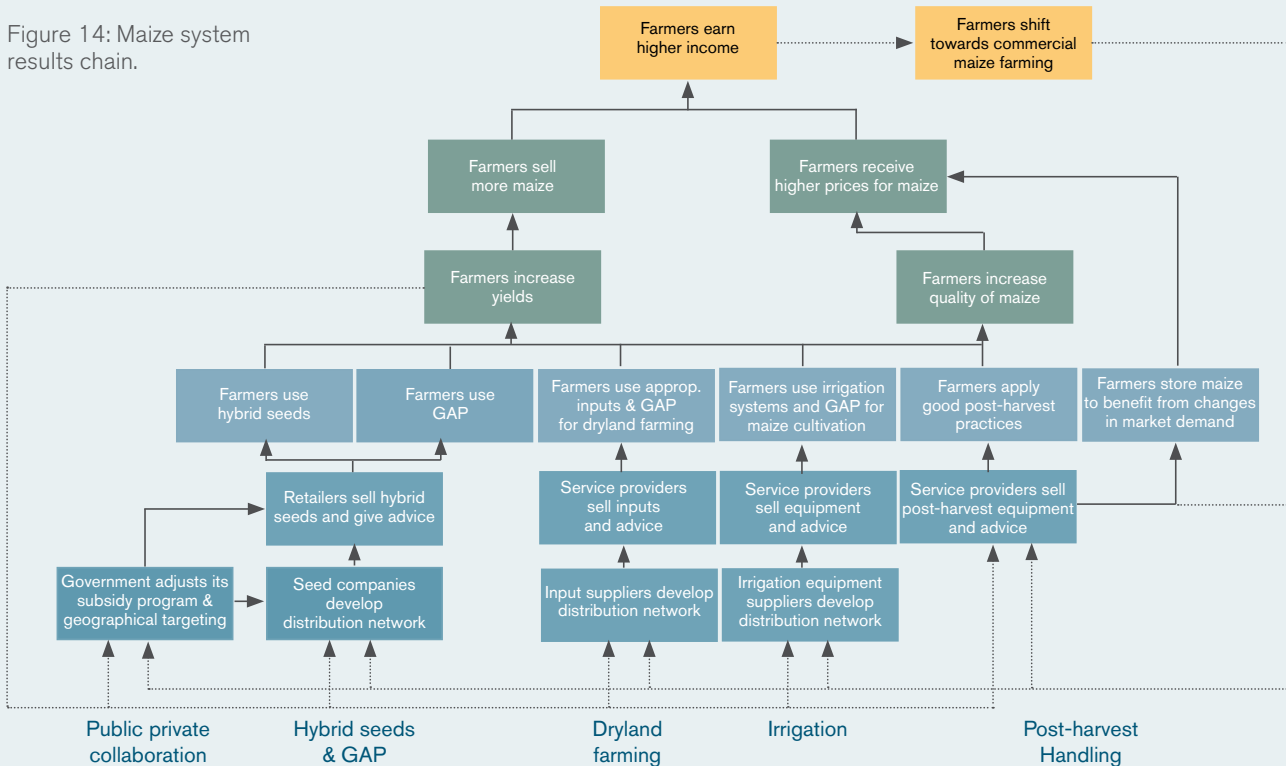 Figure 14: Maize system
results chain.
Farmers earn
higher income
Farmers shift
towards commercial
maize farming
Farmers sell
more maize
Farmers receive
higher prices for maize
Farmers increase
yields
Farmers increase
quality of maize
Farmers use
hybrid seeds
Farmers use
GAP
Farmers use approp.
inputs & GAP
for dryland farming
Farmers use irrigation
systems and GAP for
maize cultivation
Farmers apply
good post-harvest
practices
Farmers store maize
to benefit from changes
in market demand
Retailers sell hybrid
seeds and give advice
Service providers
sell inputs
and advice
Service providers
sell equipment
and advice
Service providers sell
post-harvest equipment
and advice
Government adjusts its
subsidy program &
geographical targeting
Seed companies
develop
distribution network
Input suppliers develop
distribution network
Irrigation equipment
suppliers develop
distribution network
Public private
collaboration
Hybrid seeds
& GAP
Dryland
farming
Irrigation
Post-harvest
Handling